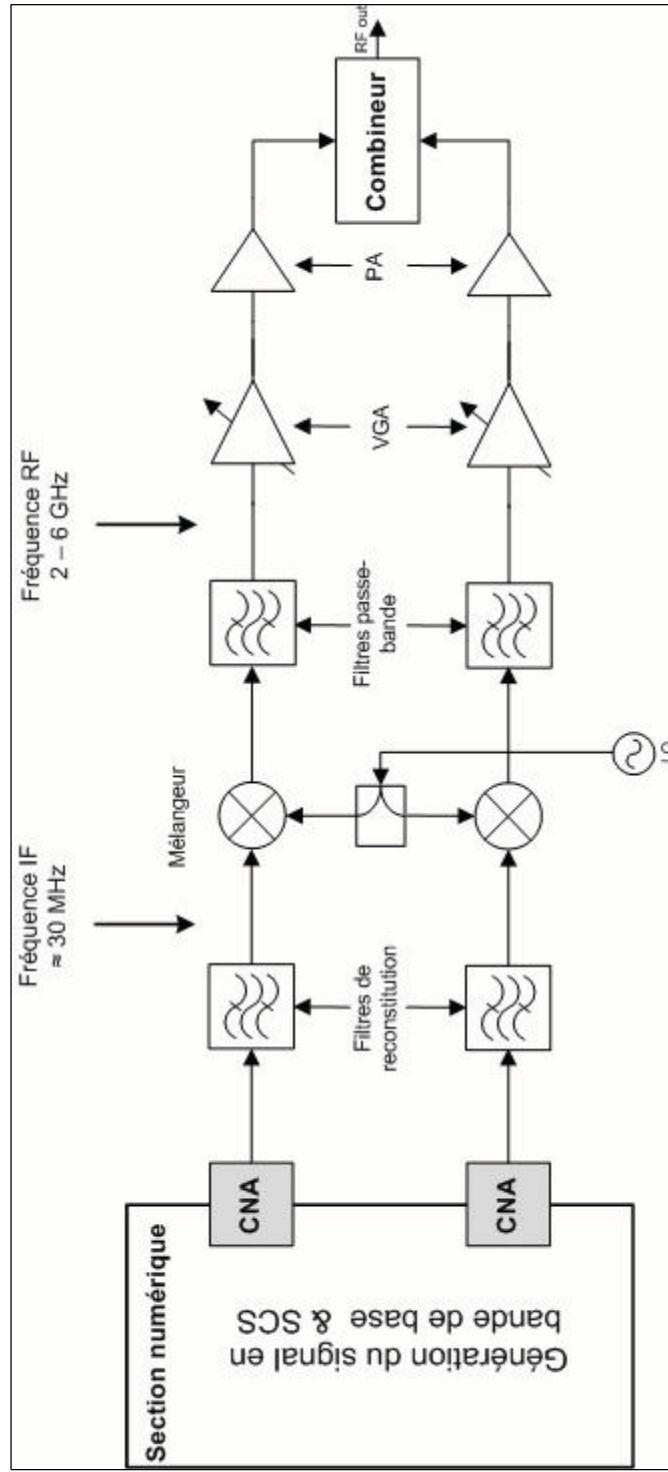 Section numérique
Génération du signal en
bande de base & SCS
CNA
CNA
Filtres de
reconstitution
Fréquence IF
≈ 30 MHz
Mélangeur
Filtres passe-
bande
Fréquence RF
2 – 6 GHz
VGA
PA
Combineur
RF out